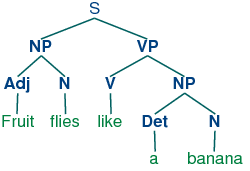 S
NP VP
Adj N V NP
Fruit flies like Det N
a banana